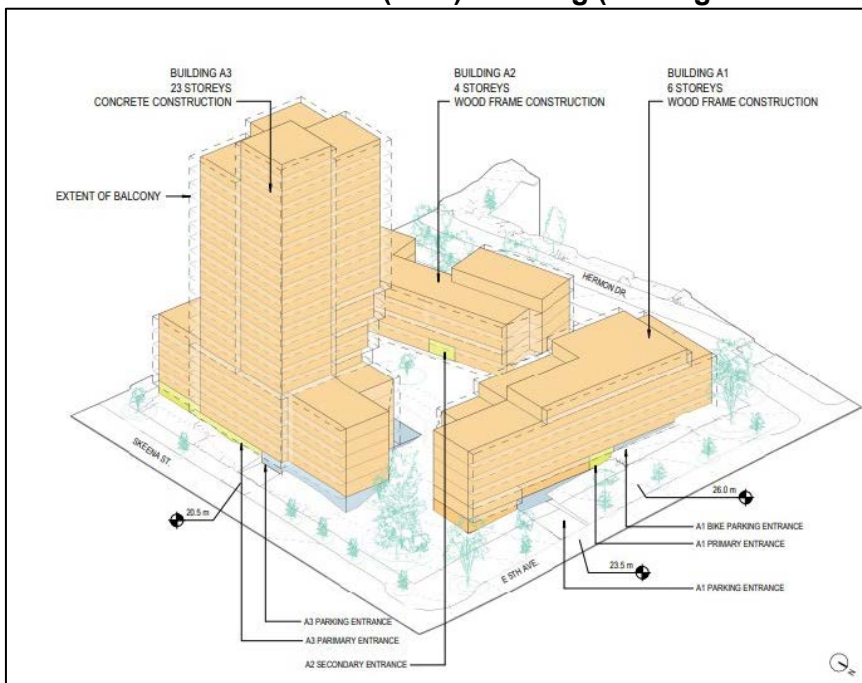 BUILDING A3
23 STOREYS
CONCRETE CONSTRUCTION
BUILDING A2
4 STOREYS
WOOD FRAME CONSTRUCTION
BUILDING A1
6 STOREYS
WOOD FRAME CONSTRUCTION
EXTENT OF BALCONY
HERMON DR.
SKEENA ST.
20.5 m
26.0 m
A1 BIKE PARKING ENTRANCE
A1 PRIMARY ENTRANCE
E 5TH AVE.
23.5 m
A1 PARKING ENTRANCE
A3 PARKING ENTRANCE
A3 PARIMARY ENTRANCE
A2 SECONDARY ENTRANCE
N